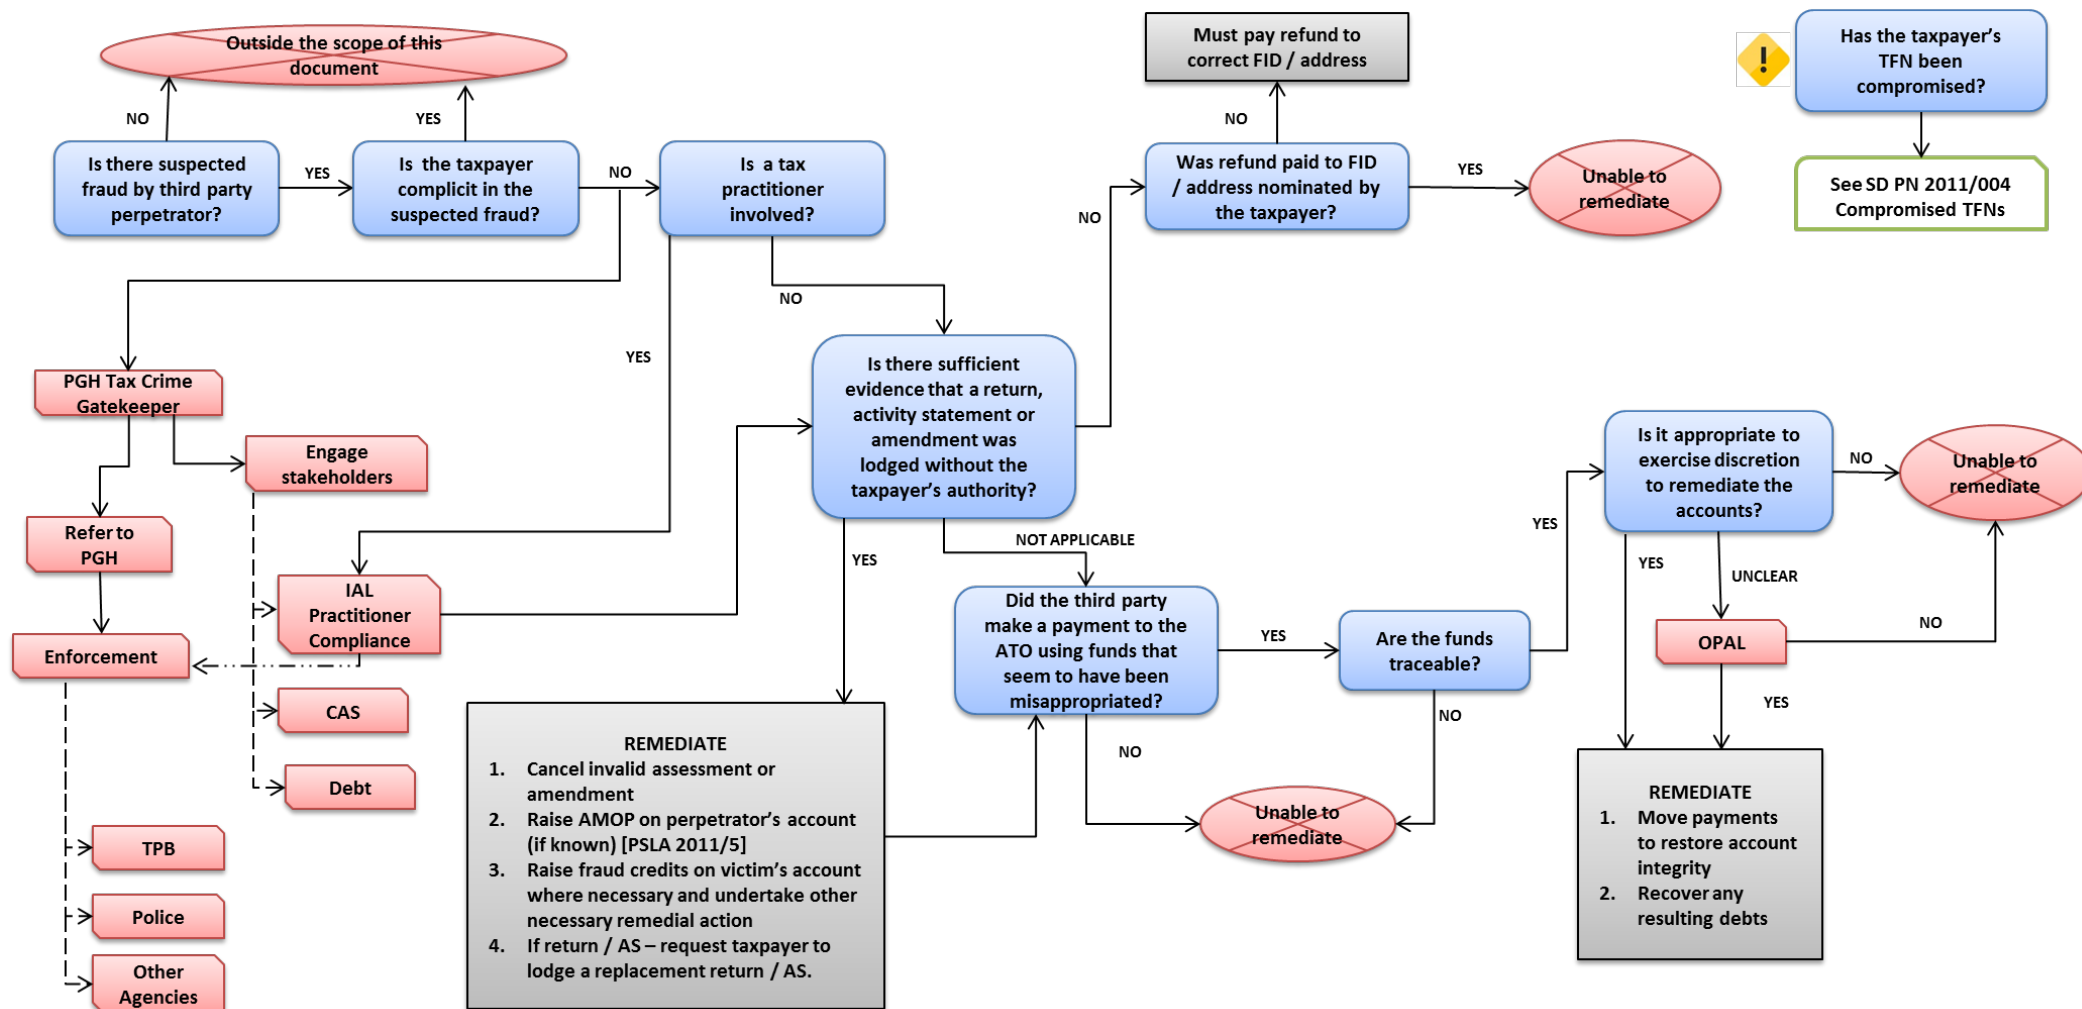 Outside the scope of this
document
NO
YES
Is there suspected
fraud by third party
perpetrator?
YES
Is the taxpayer
complicit in the
suspected fraud?
NO
Is a tax
practitioner
involved?
Must pay refund to
correct FID / address
NO
Was refund paid to FID
/ address nominated by
the taxpayer?
YES
Unable to
remediate
!
Has the taxpayer's
TFN been
compromised?
See SD PN 2011/004
Compromised TFNs
NO
NO
YES
PGH Tax Crime
Gatekeeper
Engage
stakeholders
Refer to
PGH
Enforcement
IAL
Practitioner
Compliance
CAS
Debt
TPB
Police
Other
Agencies
Is there sufficient
evidence that a return,
activity statement or
amendment was
lodged without the
taxpayer's authority?
YES
NOT APPLICABLE
REMEDIATE
1. Cancel invalid assessment or
amendment
2. Raise AMOP on perpetrator's account
(if known) [PSLA 2011/5]
3. Raise fraud credits on victim's account
where necessary and undertake other
necessary remedial action
4. If return / AS – request taxpayer to
lodge a replacement return / AS.
Did the third party
make a payment to the
ATO using funds that
seem to have been
misappropriated?
YES
NO
Are the funds
traceable?
NO
YES
Unable to
remediate
Is it appropriate to
exercise discretion
to remediate the
accounts?
NO
Unable to
remediate
YES
UNCLEAR
OPAL
NO
YES
REMEDIATE
1. Move payments
to restore account
integrity
2. Recover any
resulting debts